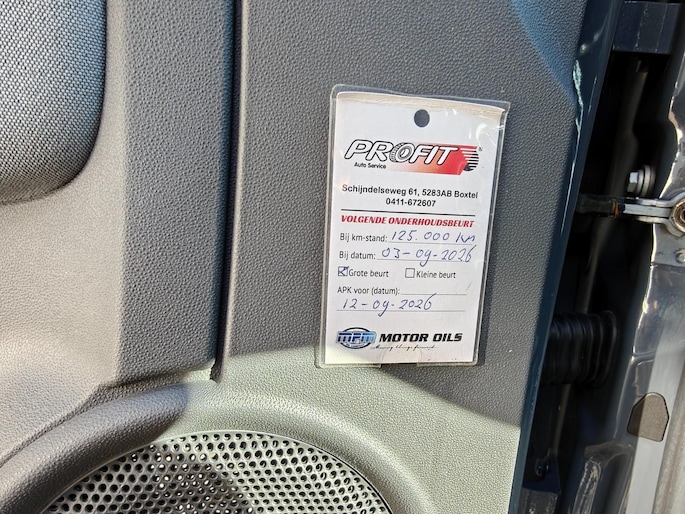 PROFIT
Auto Service
Schijndelseweg 61, 5283AB Boxtel
0411-672607
VOLGENDE ONDERHOUDSBEURT
Bij km-stand: 125.000 km
Bij datum: 03-09-2026
Grote beurt Kleine beurt
APK voor (datum):
12-09-2026
mpm MOTOR OILS